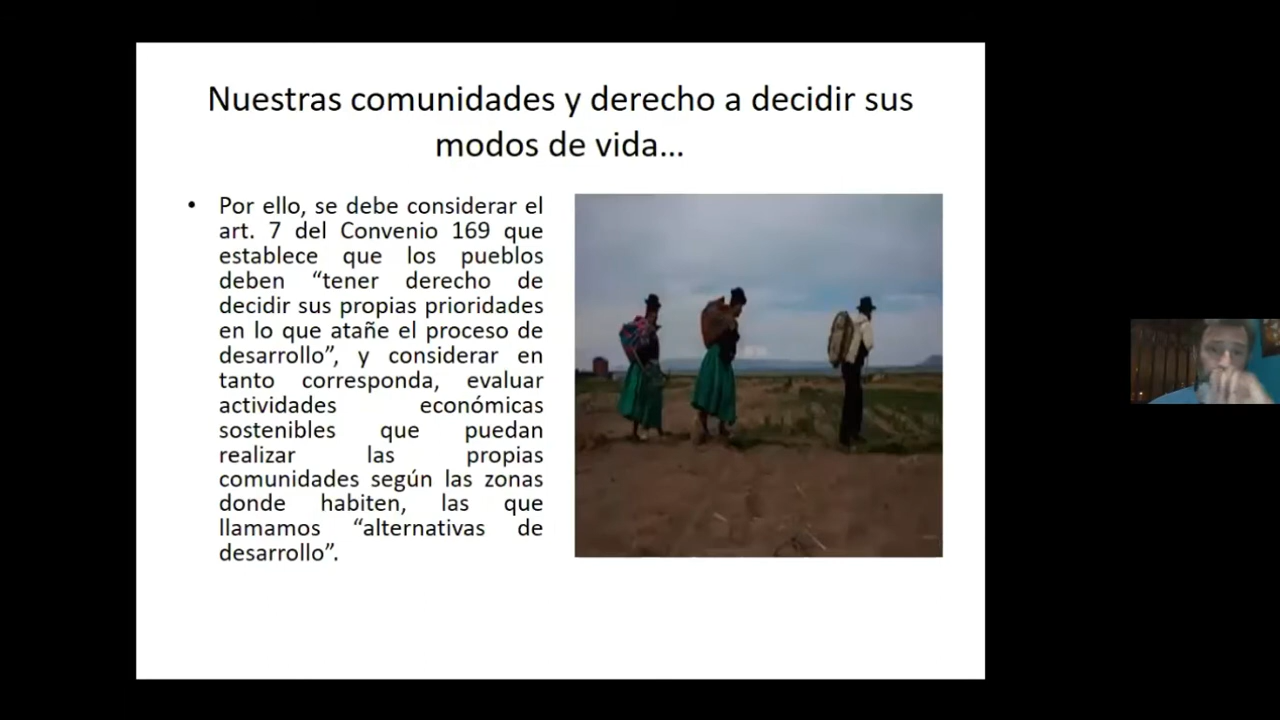 Nuestras comunidades y derecho a decidir sus
modos de vida...
• Por ello, se debe considerar el
art. 7 del Convenio 169 que
establece que los pueblos
deben “tener derecho de
decidir sus propias prioridades
en lo que atañe el proceso de
desarrollo”, y considerar en
tanto corresponda, evaluar
actividades económicas
sostenibles que puedan
realizar las propias
comunidades según las zonas
donde habiten, las que
llamamos “alternativas de
desarrollo”.